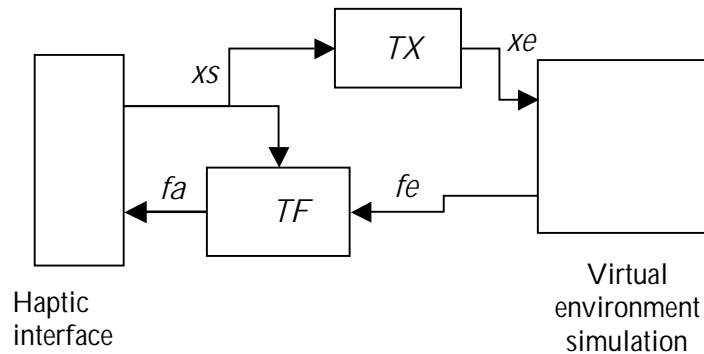 TX
xe
xs
fa
TF
fe
Haptic
interface
Virtual
environment
simulation